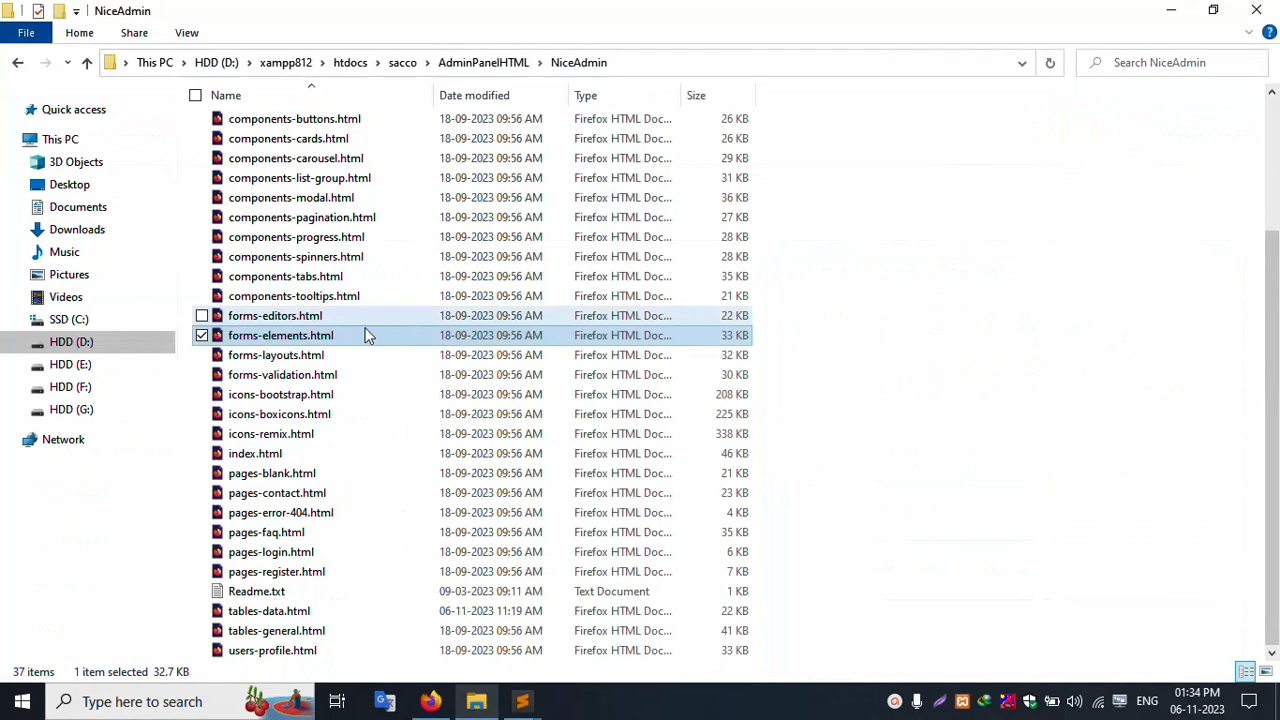 NiceAdmin
File Home Share View
This PC > HDD (D:) > xampp812 > htdocs > sacco > AdminPanelHTML > NiceAdmin
Search NiceAdmin
Quick access
This PC
3D Objects
Desktop
Documents
Downloads
Music
Pictures
Videos
SSD (C:)
HDD (D:)
HDD (E:)
HDD (F:)
HDD (G:)
Network
Name Date modified Type Size
components-buttons.html 18-09-2023 09:56 AM Firefox HTML Doc... 26 KB
components-cards.html 18-09-2023 09:56 AM Firefox HTML Doc... 26 KB
components-carousel.html 18-09-2023 09:56 AM Firefox HTML Doc... 29 KB
components-list-group.html 18-09-2023 09:56 AM Firefox HTML Doc... 31 KB
components-modal.html 18-09-2023 09:56 AM Firefox HTML Doc... 36 KB
components-pagination.html 18-09-2023 09:56 AM Firefox HTML Doc... 27 KB
components-progress.html 18-09-2023 09:56 AM Firefox HTML Doc... 28 KB
components-spinners.html 18-09-2023 09:56 AM Firefox HTML Doc... 28 KB
components-tabs.html 18-09-2023 09:56 AM Firefox HTML Doc... 35 KB
components-tooltips.html 18-09-2023 09:56 AM Firefox HTML Doc... 21 KB
forms-editors.html 18-09-2023 09:56 AM Firefox HTML Doc... 22 KB
forms-elements.html 18-09-2023 09:56 AM Firefox HTML Doc... 33 KB
forms-layouts.html 18-09-2023 09:56 AM Firefox HTML Doc... 32 KB
forms-validation.html 18-09-2023 09:56 AM Firefox HTML Doc... 30 KB
icons-bootstrap.html 18-09-2023 09:56 AM Firefox HTML Doc... 208 KB
icons-boxicons.html 18-09-2023 09:56 AM Firefox HTML Doc... 225 KB
icons-remix.html 18-09-2023 09:56 AM Firefox HTML Doc... 338 KB
index.html 18-09-2023 09:56 AM Firefox HTML Doc... 46 KB
pages-blank.html 18-09-2023 09:56 AM Firefox HTML Doc... 21 KB
pages-contact.html 18-09-2023 09:56 AM Firefox HTML Doc... 23 KB
pages-error-404.html 18-09-2023 09:56 AM Firefox HTML Doc... 4 KB
pages-faq.html 18-09-2023 09:56 AM Firefox HTML Doc... 35 KB
pages-login.html 18-09-2023 09:56 AM Firefox HTML Doc... 6 KB
pages-register.html 18-09-2023 09:56 AM Firefox HTML Doc... 7 KB
Readme.txt 09-03-2023 09:11 AM Text Document 1 KB
tables-data.html 06-11-2023 11:19 AM Firefox HTML Doc... 22 KB
tables-general.html 18-09-2023 09:56 AM Firefox HTML Doc... 41 KB
users-profile.html 18-09-2023 09:56 AM Firefox HTML Doc... 33 KB
37 items 1 item selected 32.7 KB
Type here to search
ENG
01:34 PM
06-11-2023